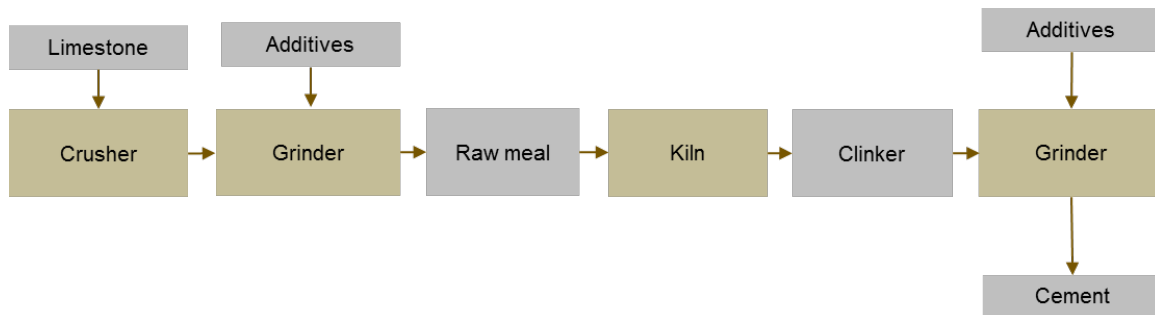 Limestone
Additives
Additives
Crusher
Grinder
Raw meal
Kiln
Clinker
Grinder
Cement